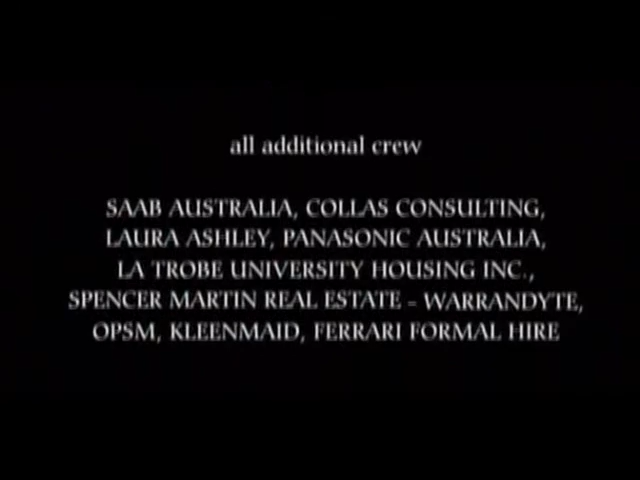 all additional crew
SAAB AUSTRALIA, COLLAS CONSULTING,
LAURA ASHLEY, PANASONIC AUSTRALIA,
LA TROBE UNIVERSITY HOUSING INC.,
SPENCER MARTIN REAL ESTATE - WARRANDYTE,
OPSM, KLEENMAID, FERRARI FORMAL HIRE